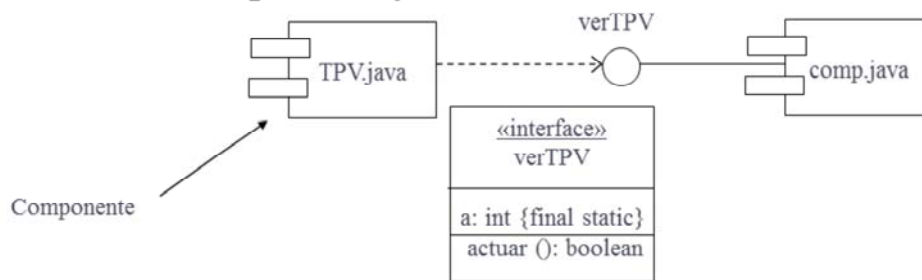 verTPV
TPV.java
comp.java
«interface»
verTPV
Componente
a: int {final static}
actuar (): boolean